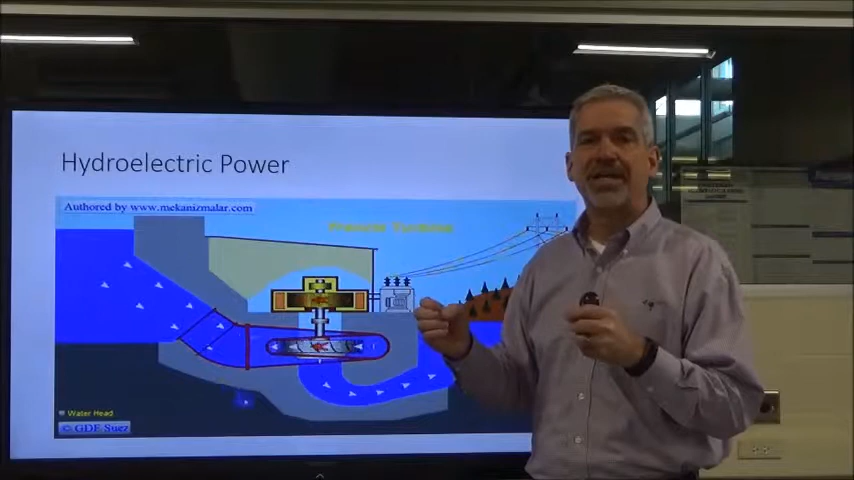 Hydroelectric Power
Authored by www.mekanizmalar.com
Francis Turbine
Water Head
© GDF Suez